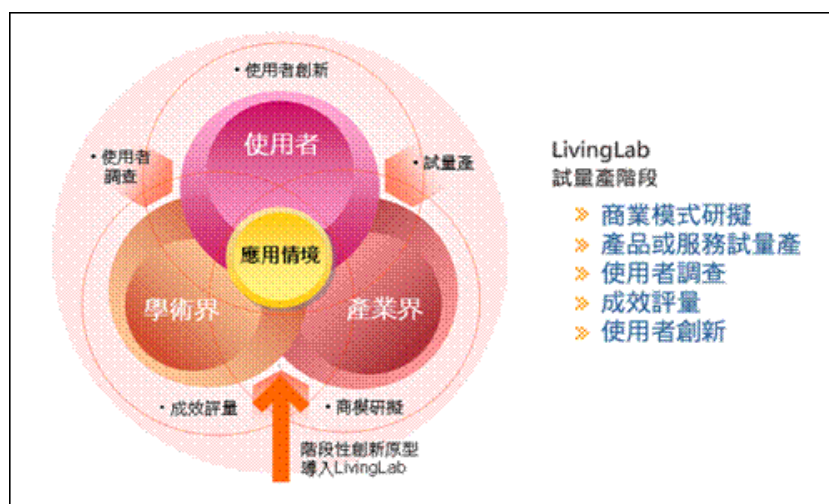 • 使用者創新
使用者
• 使用者
調查
• 試量產
應用情境
學術界
產業界
• 成效評量
• 商模研擬
階段性創新原型
導入LivingLab
LivingLab
試量產階段
» 商業模式研擬
» 產品或服務試量產
» 使用者調查
» 成效評量
» 使用者創新